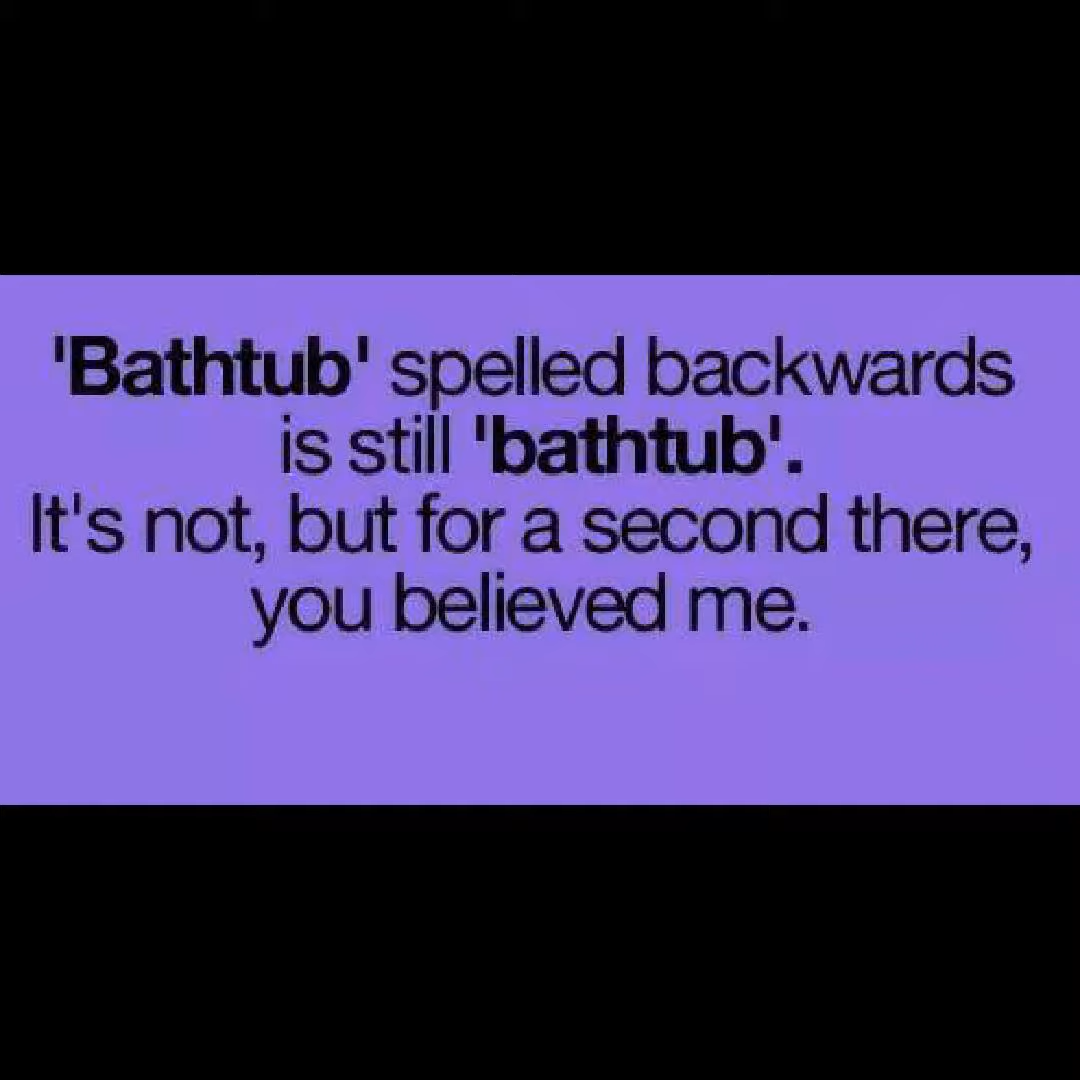 'Bathtub' spelled backwards
is still 'bathtub'.
It's not, but for a second there,
you believed me.